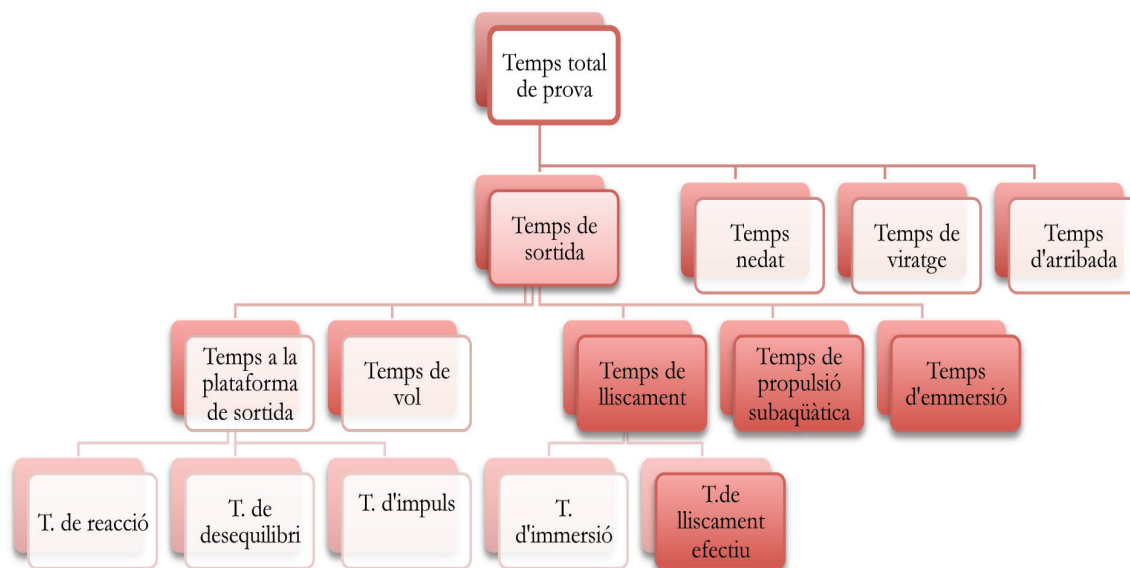 Temps total
de prova
Temps de
sortida
Temps
nedat
Temps de
viratge
Temps
d'arribada
Temps a la
plataforma
de sortida
Temps de
vol
Temps de
lliscament
Temps de
propulsió
subaqüàtica
Temps
d'emmersió
T. de reacció
T. de
desequilibri
T. d'impuls
T.
d'immersió
T.de
lliscament
efectiu